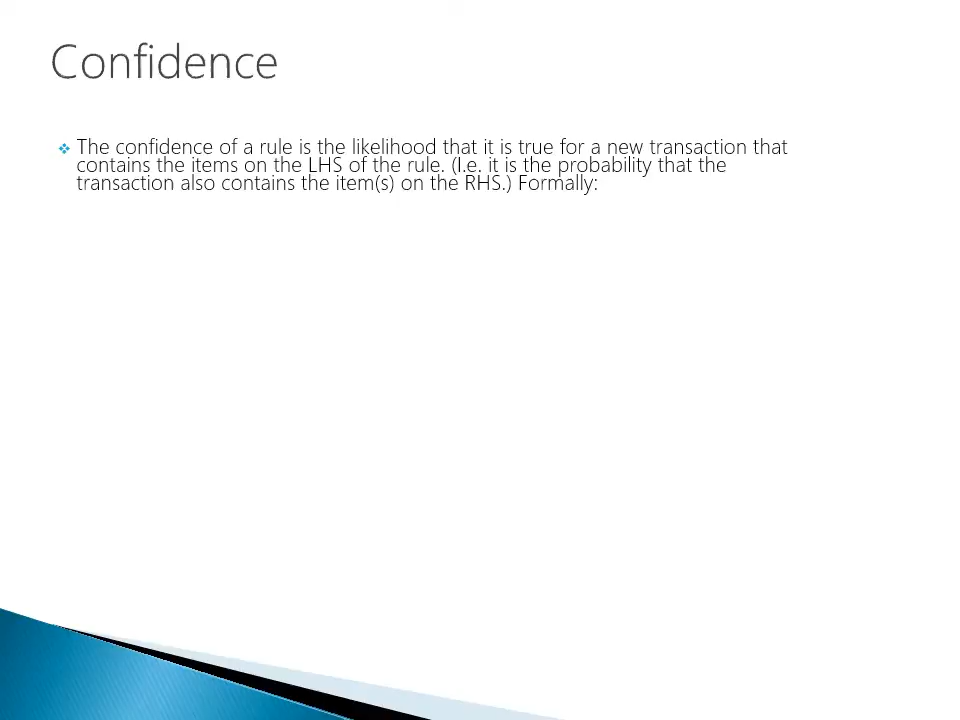 Confidence
The confidence of a rule is the likelihood that it is true for a new transaction that
contains the items on the LHS of the rule. (I.e. it is the probability that the
transaction also contains the item(s) on the RHS.) Formally: